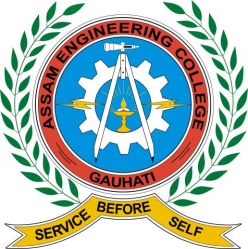 ASSAM ENGINEERING COLLEGE
GAUHATI
SERVICE BEFORE SELF